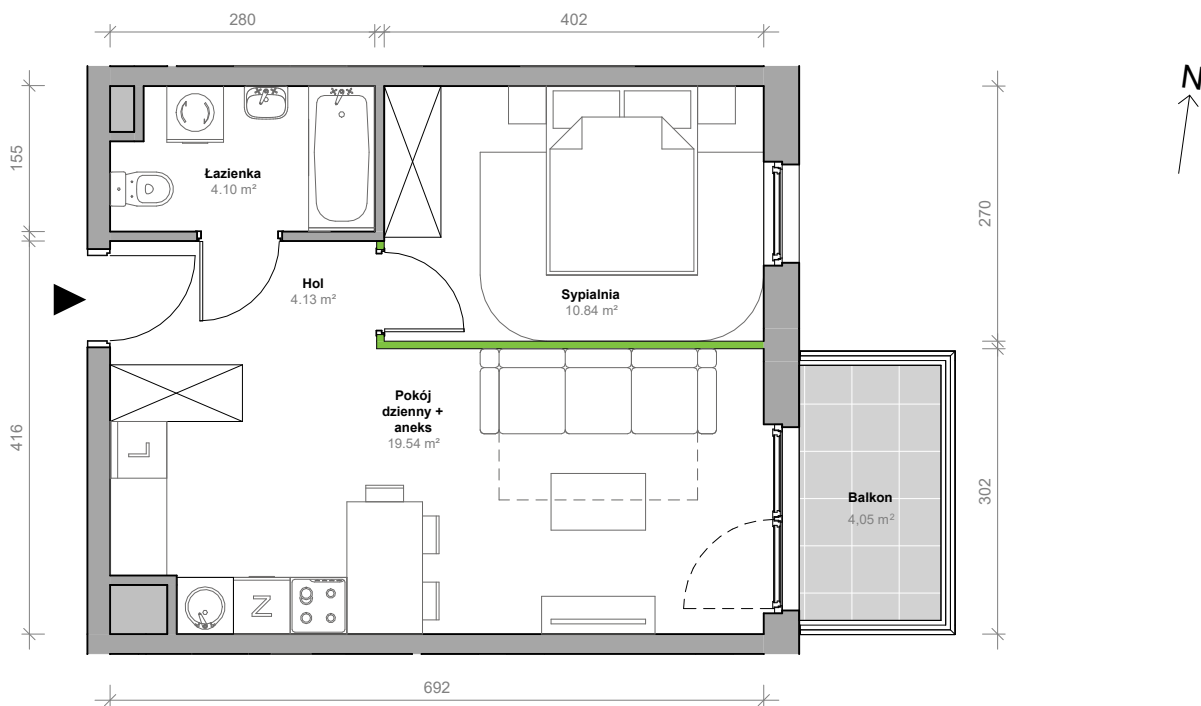 280
402
N
155
Łazienka
4.10 m²
270
Hol
4.13 m²
Sypialnia
10.84 m²
Pokój
dzienny +
aneks
19.54 m²
416
L
302
Balkon
4,05 m²
N
692